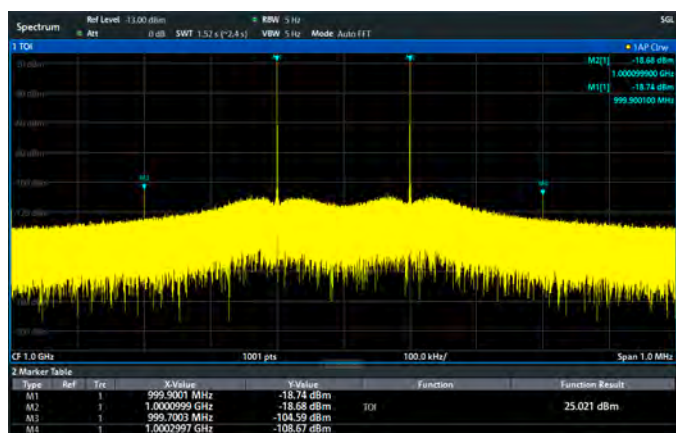 Spectrum
Ref Level -13.00 dBm RBW 5 Hz SGL
Att 0 dB SWT 1.52 s (~2.4 s) VBW 5 Hz Mode Auto FFT
1 TOI 1AP Clrw
M2[1] -18.68 dBm
1.000099900 GHz
M1[1] -18.74 dBm
999.900100 MHz
M3
M4
CF 1.0 GHz 1001 pts 100.0 kHz/ Span 1.0 MHz
2 Marker Table
Type Ref Trc X-Value Y-Value Function Function Result
M1 1 999.9001 MHz -18.74 dBm
M2 1 1.0000999 GHz -18.68 dBm TOI 25.021 dBm
M3 1 999.7003 MHz -104.59 dBm
M4 1 1.0002997 GHz -108.67 dBm